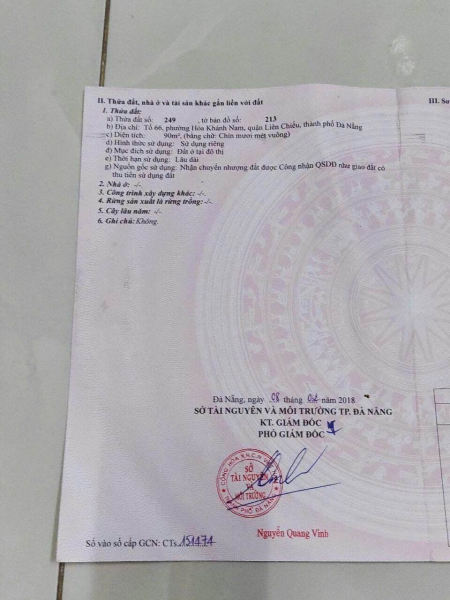 II. Thửa đất, nhà ở và tài sản khác gắn liền với đất
III. Sơ
1. Thửa đất:
a) Thửa đất số: 249 , tờ bản đồ số: 213
b) Địa chỉ: Tổ 66, phường Hòa Khánh Nam, quận Liên Chiểu, thành phố Đà Nẵng
c) Diện tích: 90m², (bằng chữ: Chín mươi mét vuông)
d) Hình thức sử dụng: Sử dụng riêng
đ) Mục đích sử dụng: Đất ở tại đô thị
e) Thời hạn sử dụng: Lâu dài
g) Nguồn gốc sử dụng: Nhận chuyển nhượng đất được Công nhận QSDĐ như giao đất có
thu tiền sử dụng đất
2. Nhà ở: -/-
3. Công trình xây dựng khác: -/-
4. Rừng sản xuất là rừng trồng: -/-
5. Cây lâu năm: -/-
6. Ghi chú: Không.
Đà Nẵng, ngày 08 tháng 02 năm 2018
SỞ TÀI NGUYÊN VÀ MÔI TRƯỜNG TP. ĐÀ NẴNG
KT. GIÁM ĐỐC
PHÓ GIÁM ĐỐC
SỞ
TÀI NGUYÊN
VÀ
MÔI TRƯỜNG
Nguyễn Quang Vinh
Số vào sổ cấp GCN: CTs 151474